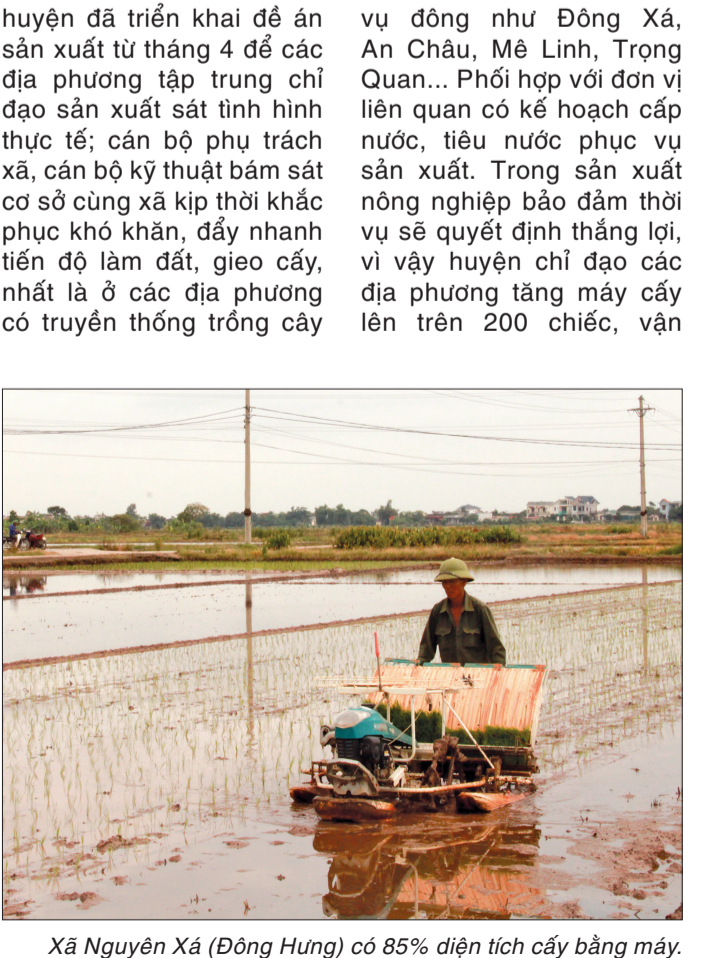 huyện đã triển khai đề án
sản xuất từ tháng 4 để các
địa phương tập trung chỉ
đạo sản xuất sát tình hình
thực tế; cán bộ phụ trách
xã, cán bộ kỹ thuật bám sát
cơ sở cùng xã kịp thời khắc
phục khó khăn, đẩy nhanh
tiến độ làm đất, gieo cấy,
nhất là ở các địa phương
có truyền thống trồng cây
vụ đông như Đông Xá,
An Châu, Mê Linh, Trọng
Quan... Phối hợp với đơn vị
liên quan có kế hoạch cấp
nước, tiêu nước phục vụ
sản xuất. Trong sản xuất
nông nghiệp bảo đảm thời
vụ sẽ quyết định thắng lợi,
vì vậy huyện chỉ đạo các
địa phương tăng máy cấy
lên trên 200 chiếc, vận
Xã Nguyên Xá (Đông Hưng) có 85% diện tích cấy bằng máy.